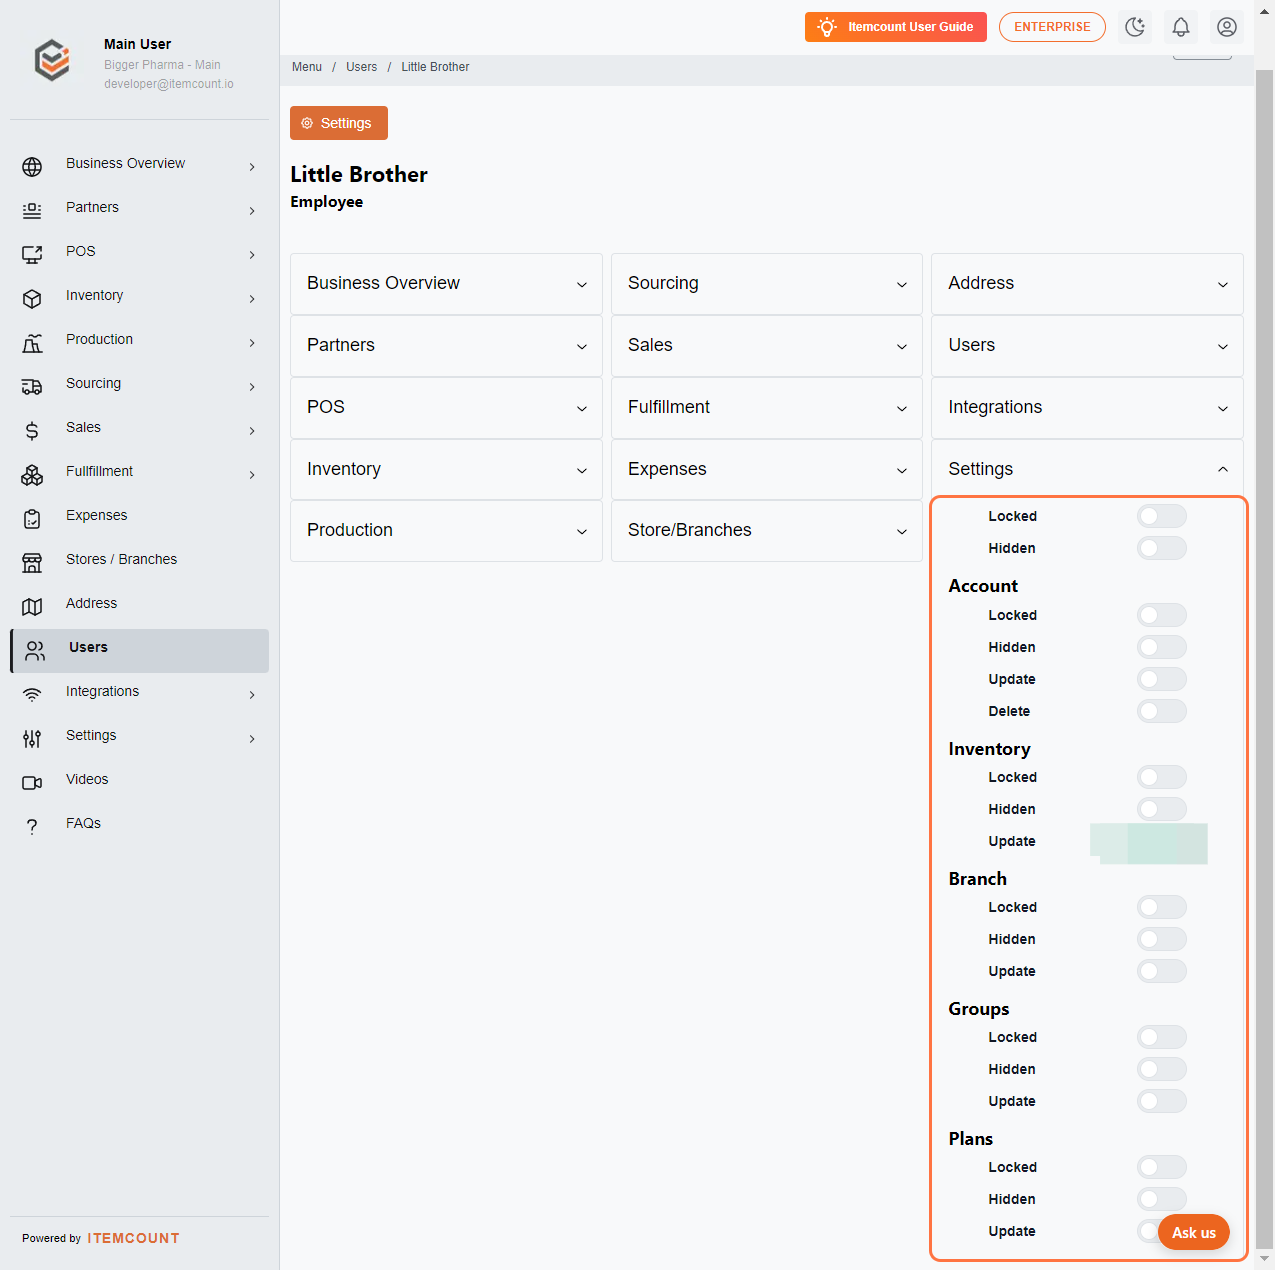 Main User
Bigger Pharma - Main
developer@itemcount.io
Business Overview
Partners
POS
Inventory
Production
Sourcing
Sales
Fullfillment
Expenses
Stores / Branches
Address
Users
Integrations
Settings
Videos
FAQs
Powered by ITEMCOUNT
Itemcount User Guide
ENTERPRISE
Menu / Users / Little Brother
Settings
Little Brother
Employee
Business Overview
Partners
POS
Inventory
Production
Sourcing
Sales
Fulfillment
Expenses
Store/Branches
Address
Users
Integrations
Settings
Locked
Hidden
Account
Locked
Hidden
Update
Delete
Inventory
Locked
Hidden
Update
Branch
Locked
Hidden
Update
Groups
Locked
Hidden
Update
Plans
Locked
Hidden
Update
Ask us